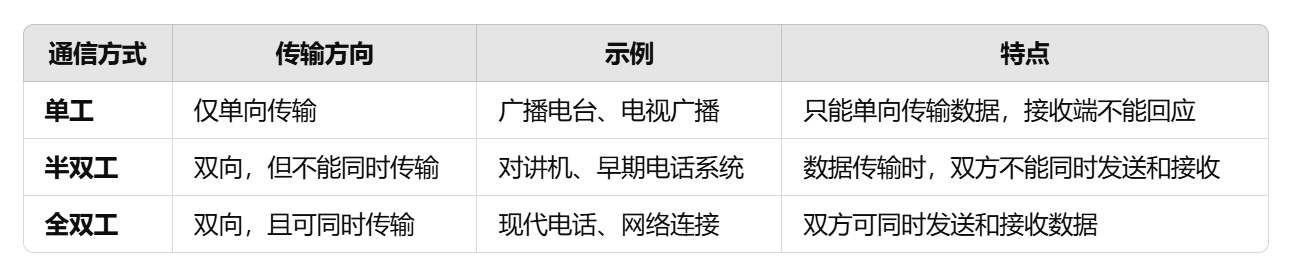 通信方式 传输方向 示例 特点
单工 仅单向传输 广播电台、电视广播 只能单向传输数据，接收端不能回应
半双工 双向，但不能同时传输 对讲机、早期电话系统 数据传输时，双方不能同时发送和接收
全双工 双向，且可同时传输 现代电话、网络连接 双方可同时发送和接收数据